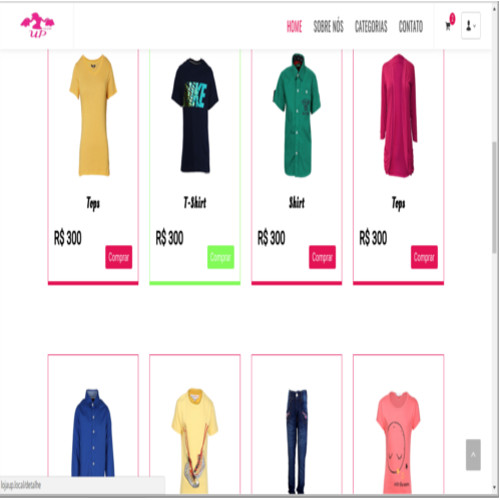 UP
HOME SOBRE NÓS CATEGORIAS CONTATO
NIKE
Tops T-Shirt Shirt Tops
R$ 300 R$ 300 R$ 300 R$ 300
Comprar Comprar Comprar Comprar
lojaup.local/detalhe